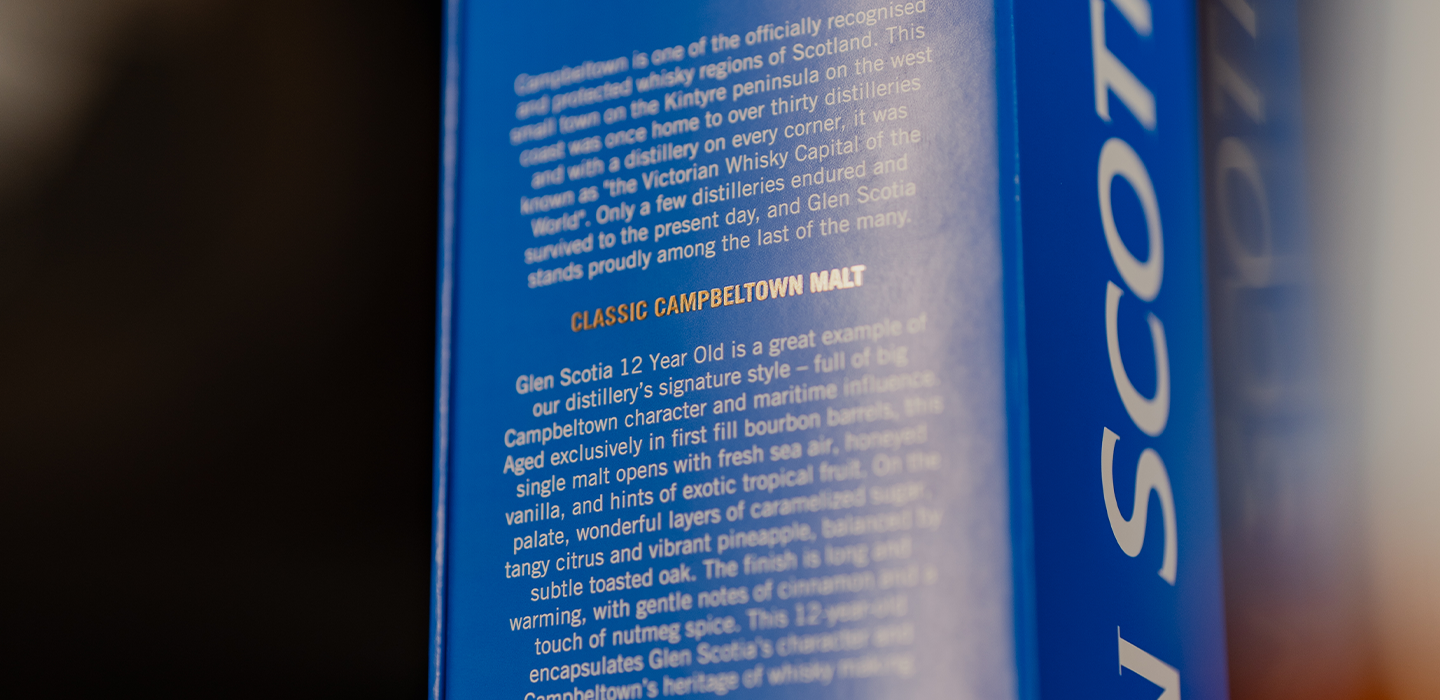 Campbeltown is one of the officially recognised
and protected whisky regions of Scotland. This
small town on the Kintyre peninsula on the west
coast was once home to over thirty distilleries
and with a distillery on every corner, it was
known as "the Victorian Whisky Capital of the
World". Only a few distilleries endured and
survived to the present day, and Glen Scotia
stands proudly among the last of the many.
CLASSIC CAMPBELTOWN MALT
Glen Scotia 12 Year Old is a great example of
our distillery's signature style – full of big
Campbeltown character and maritime influence.
Aged exclusively in first fill bourbon barrels, this
single malt opens with fresh sea air, honeyed
vanilla, and hints of exotic tropical fruit. On the
palate, wonderful layers of caramelized sugar,
tangy citrus and vibrant pineapple, balanced by
subtle toasted oak. The finish is long and
warming, with gentle notes of cinnamon and a
touch of nutmeg spice. This 12-year-old
encapsulates Glen Scotia's character and
Campbeltown's heritage of whisky making
N SCOTI